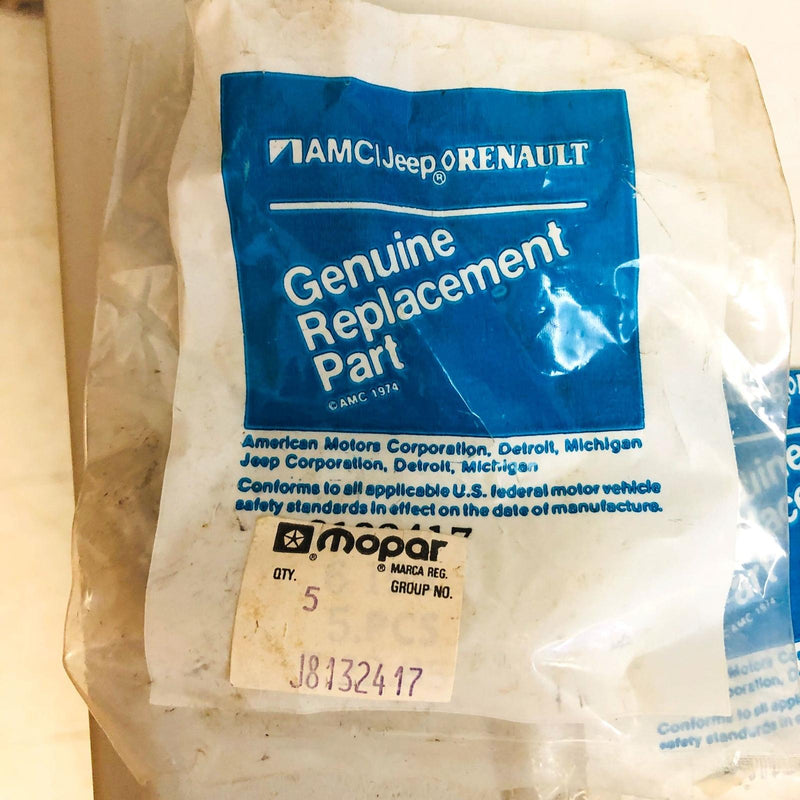 AMC|Jeep® ◊RENAULT
Genuine
Replacement
Part
© AMC 1974
American Motors Corporation, Detroit, Michigan
Jeep Corporation, Detroit, Michigan
Conforms to all applicable U.S. federal motor vehicle
safety standards in effect on the date of manufacture.
Mopar®
® MARCA REG.
QTY. GROUP NO.
5
5 PCS
J8132417